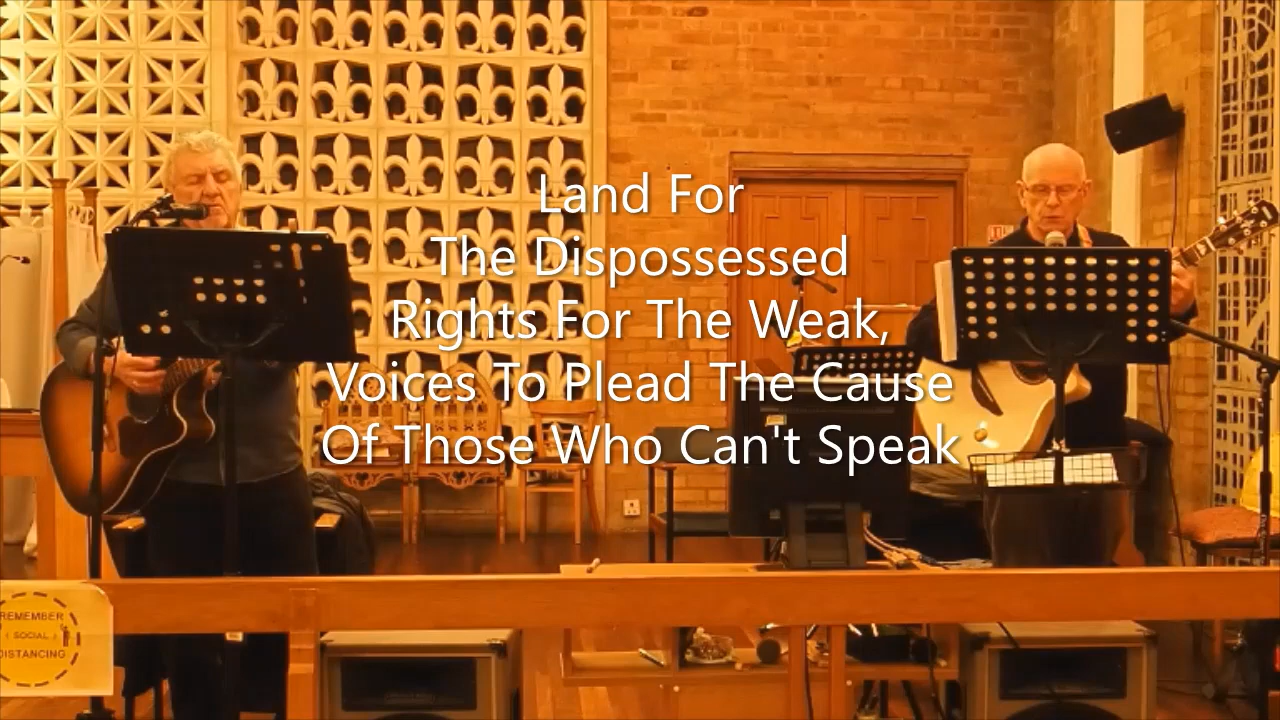 Land For
The Dispossessed
Rights For The Weak,
Voices To Plead The Cause
Of Those Who Can't Speak
REMEMBER
SOCIAL
DISTANCING